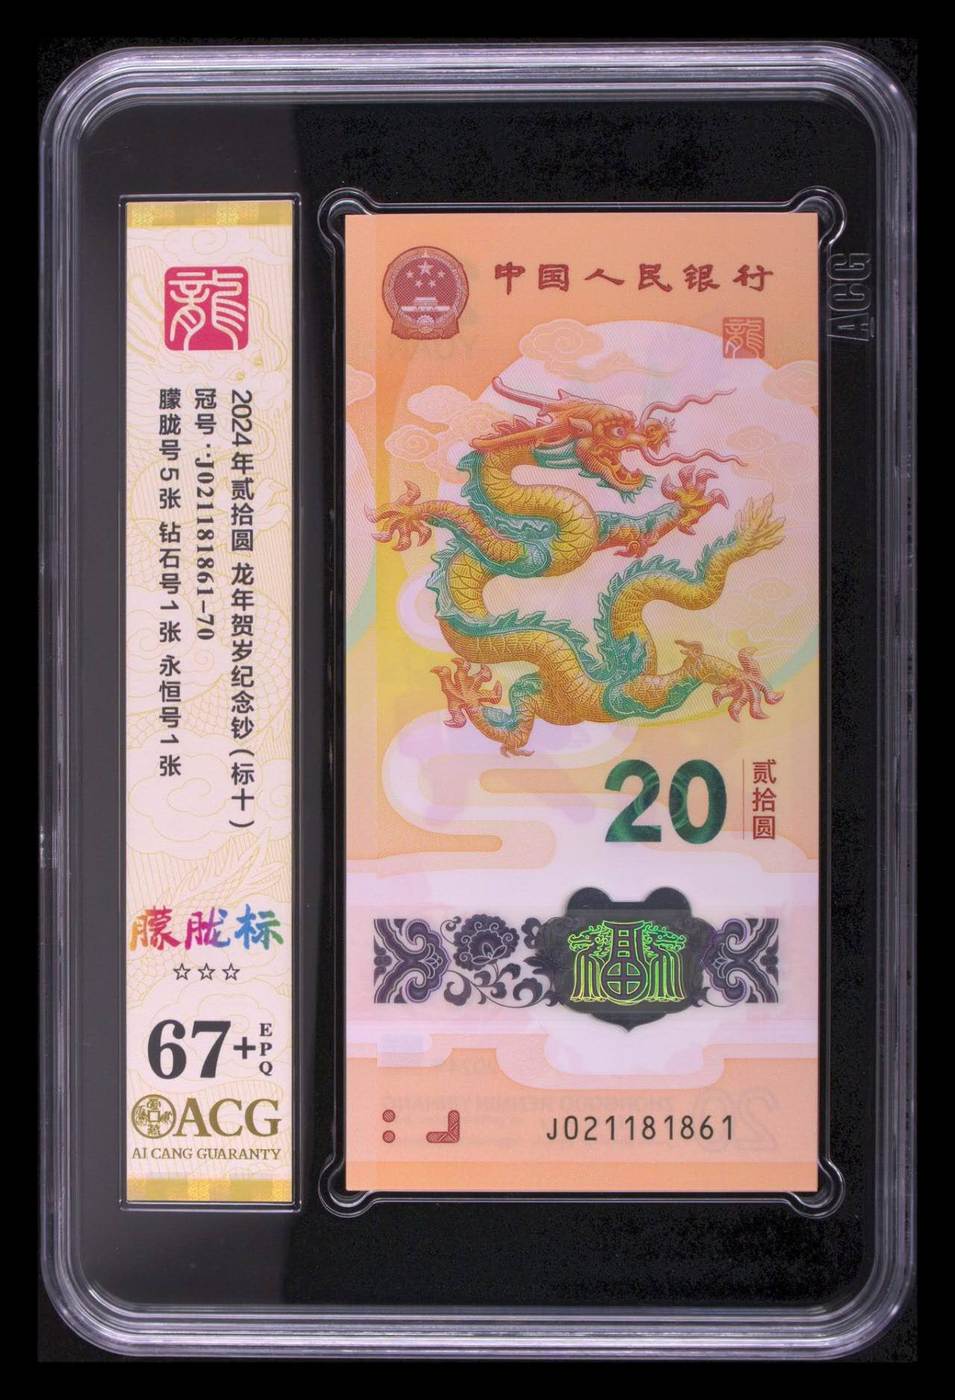 龍
2024年贰拾圆 龙年贺岁纪念钞(标十)
冠号:J021181861-70
朦胧号5张 钻石号1张 永恒号1张
朦胧标
☆☆☆
67+
EPQ
ACG
AI CANG GUARANTY
中国人民银行
龍
20
贰拾圆
福
J021181861
ACG